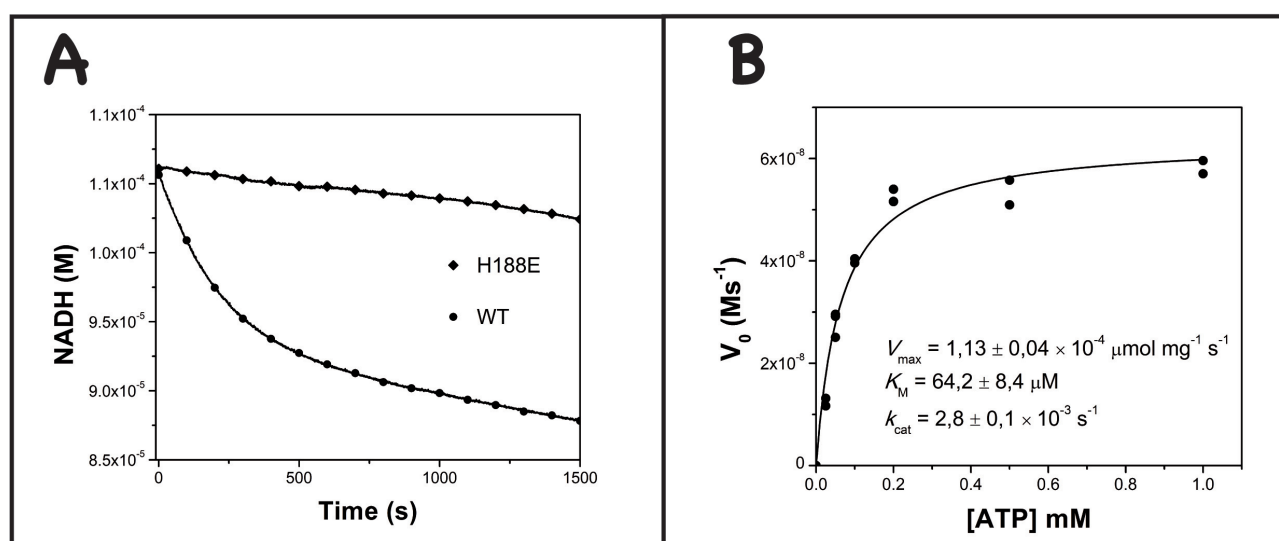 A
1.1x10⁻⁴
1.1x10⁻⁴
1.0x10⁻⁴
9.5x10⁻⁵
9.0x10⁻⁵
8.5x10⁻⁵
NADH (M)
H188E
WT
0
500
1000
1500
Time (s)
B
6x10⁻⁸
4x10⁻⁸
2x10⁻⁸
0
V₀ (Ms⁻¹)
Vmax = 1,13 ± 0,04 × 10⁻⁴ μmol mg⁻¹ s⁻¹
KM = 64,2 ± 8,4 μM
kcat = 2,8 ± 0,1 × 10⁻³ s⁻¹
0.0
0.2
0.4
0.6
0.8
1.0
[ATP] mM